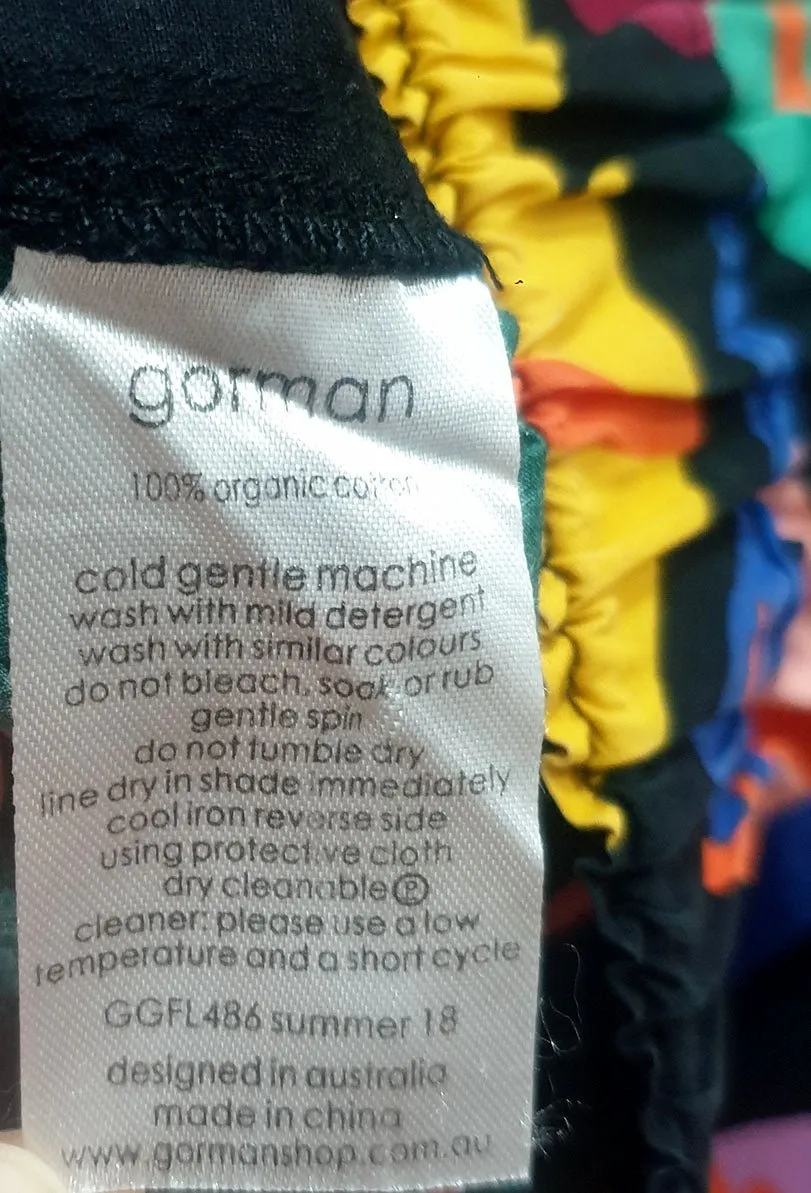 gorman
100% organic cotton
cold gentle machine
wash with mild detergent
wash with similar colours
do not bleach, soak or rub
gentle spin
do not tumble dry
line dry in shade immediately
cool iron reverse side
using protective cloth
dry cleanable Ⓟ
cleaner: please use a low
temperature and a short cycle
GGFL486 summer 18
designed in australia
made in china
www.gormanshop.com.au